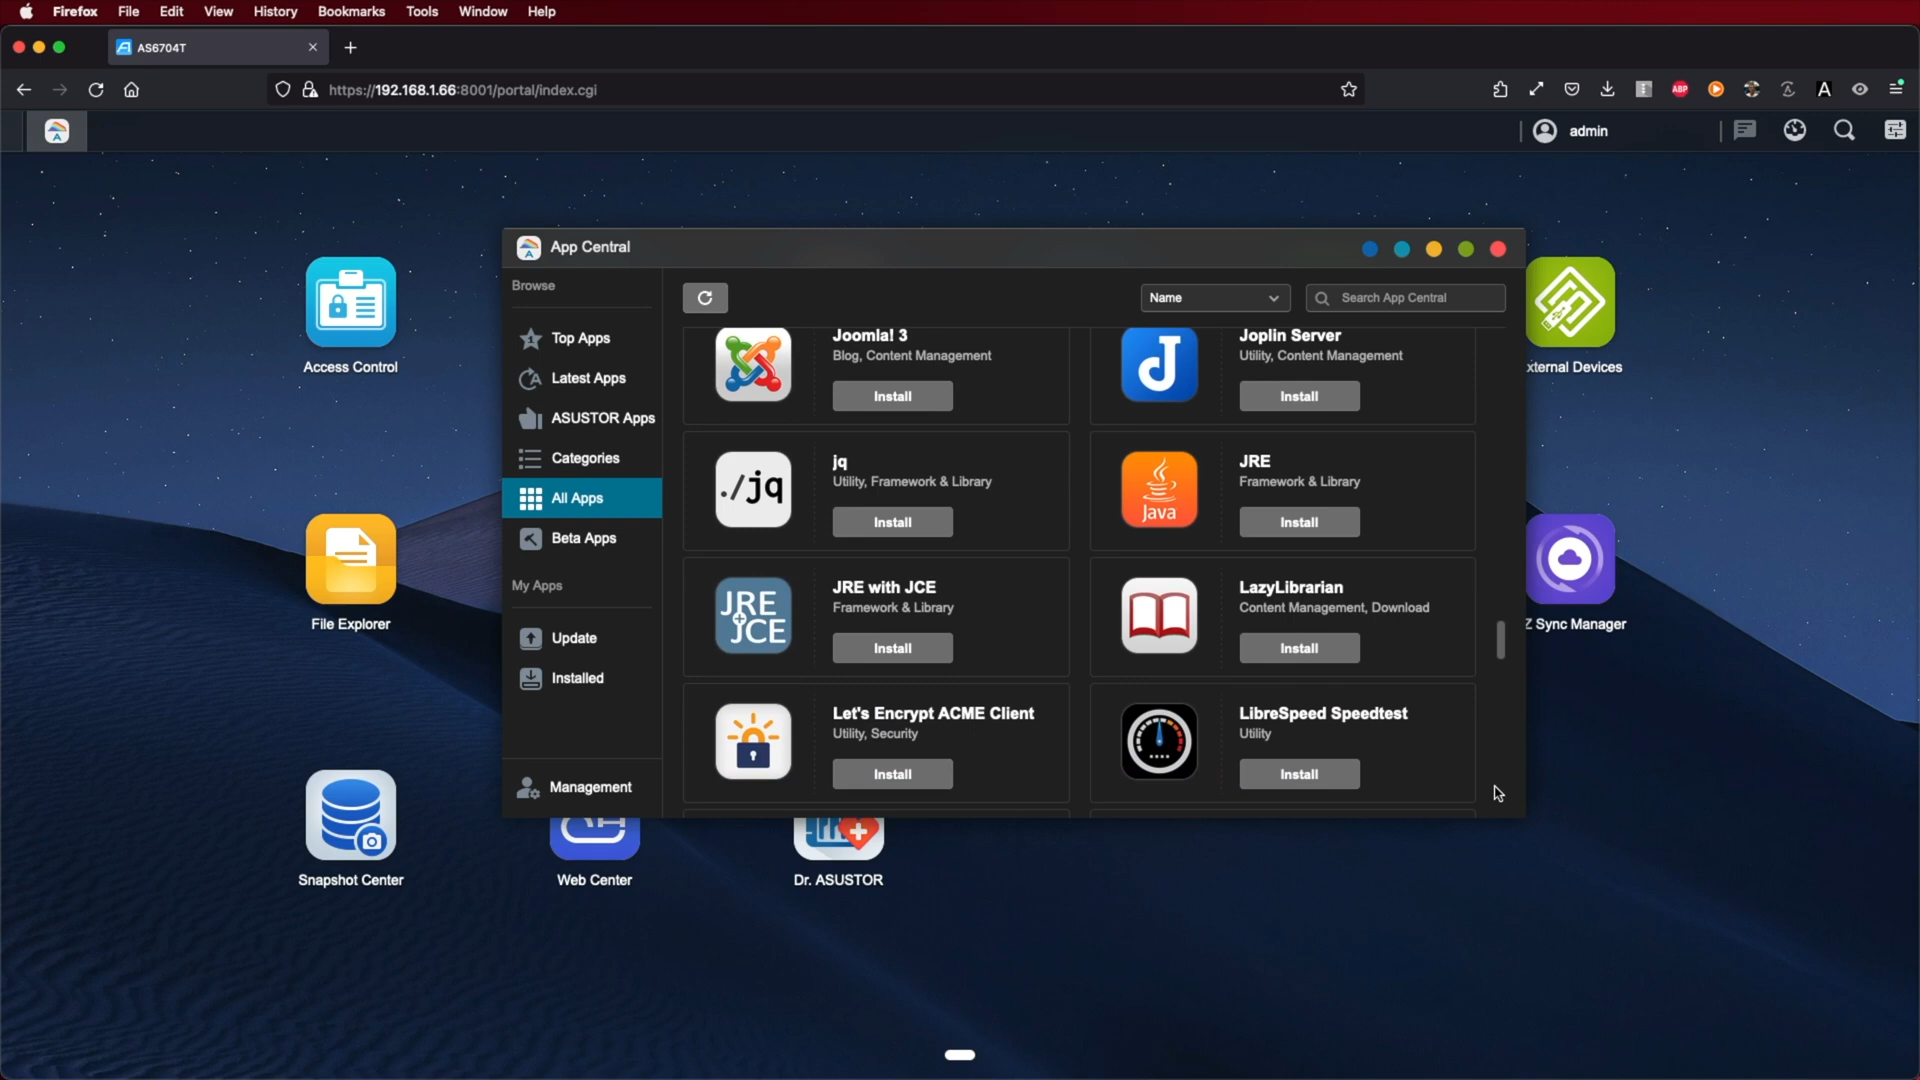 Firefox File Edit View History Bookmarks Tools Window Help
AS6704T
https://192.168.1.66:8001/portal/index.cgi
ABP
A
admin
App Central
Browse
Name
Search App Central
Top Apps
Latest Apps
ASUSTOR Apps
Categories
All Apps
Beta Apps
My Apps
Update
Installed
Management
Joomla! 3
Blog, Content Management
Install
Joplin Server
Utility, Content Management
Install
./jq
jq
Utility, Framework & Library
Install
Java
JRE
Framework & Library
Install
JRE
JCE
JRE with JCE
Framework & Library
Install
LazyLibrarian
Content Management, Download
Install
Let's Encrypt ACME Client
Utility, Security
Install
LibreSpeed Speedtest
Utility
Install
Access Control
xternal Devices
File Explorer
Z Sync Manager
Snapshot Center
Web Center
Dr. ASUSTOR